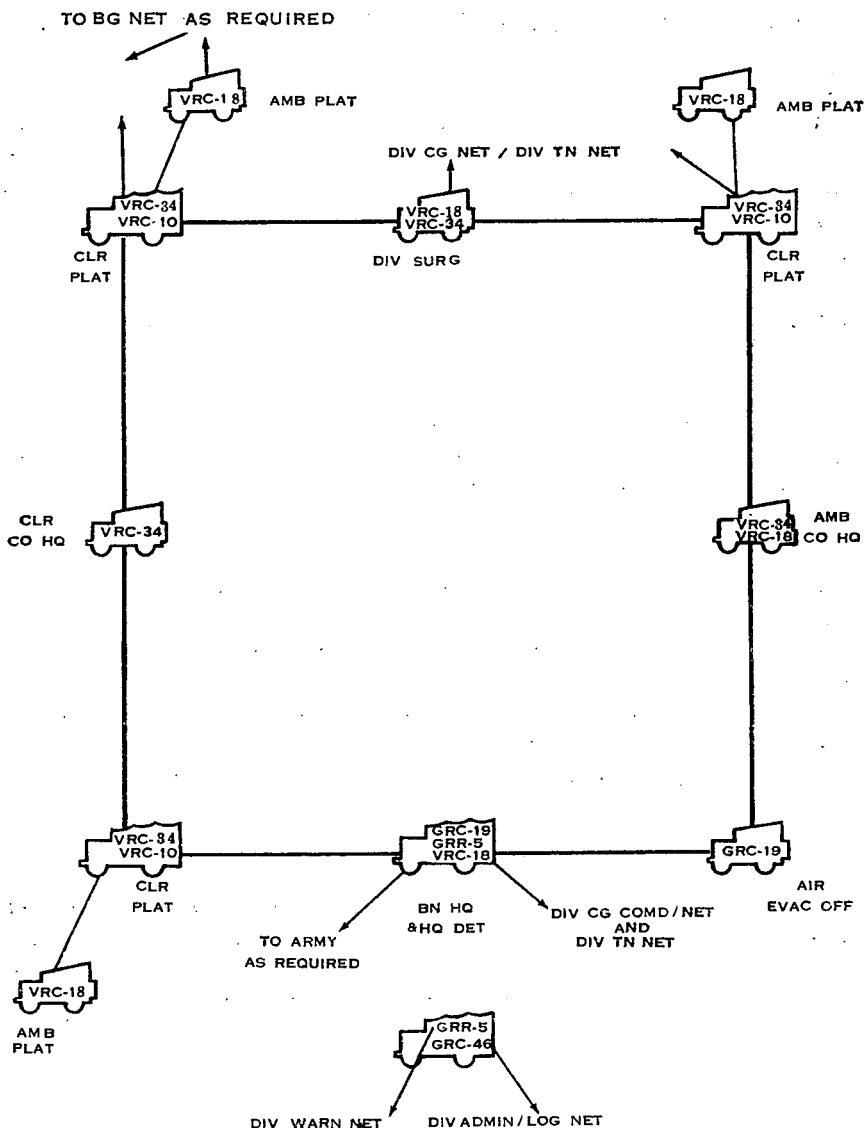 TO BG NET AS REQUIRED
VRC-18
AMB PLAT
VRC-18
AMB PLAT
DIV CG NET / DIV TN NET
VRC-34
VRC-10
CLR
PLAT
VRC-18
VRC-34
DIV SURG
VRC-34
VRC-10
CLR
PLAT
CLR
CO HQ
VRC-34
VRC-34
VRC-18
AMB
CO HQ
VRC-34
VRC-10
CLR
PLAT
GRC-19
GRR-5
VRC-18
BN HQ
&HQ DET
GRC-19
AIR
EVAC OFF
TO ARMY
AS REQUIRED
DIV CG COMD/NET
AND
DIV TN NET
VRC-18
AMB
PLAT
GRR-5
GRC-46
DIV WARN NET
DIV ADMIN/LOG NET